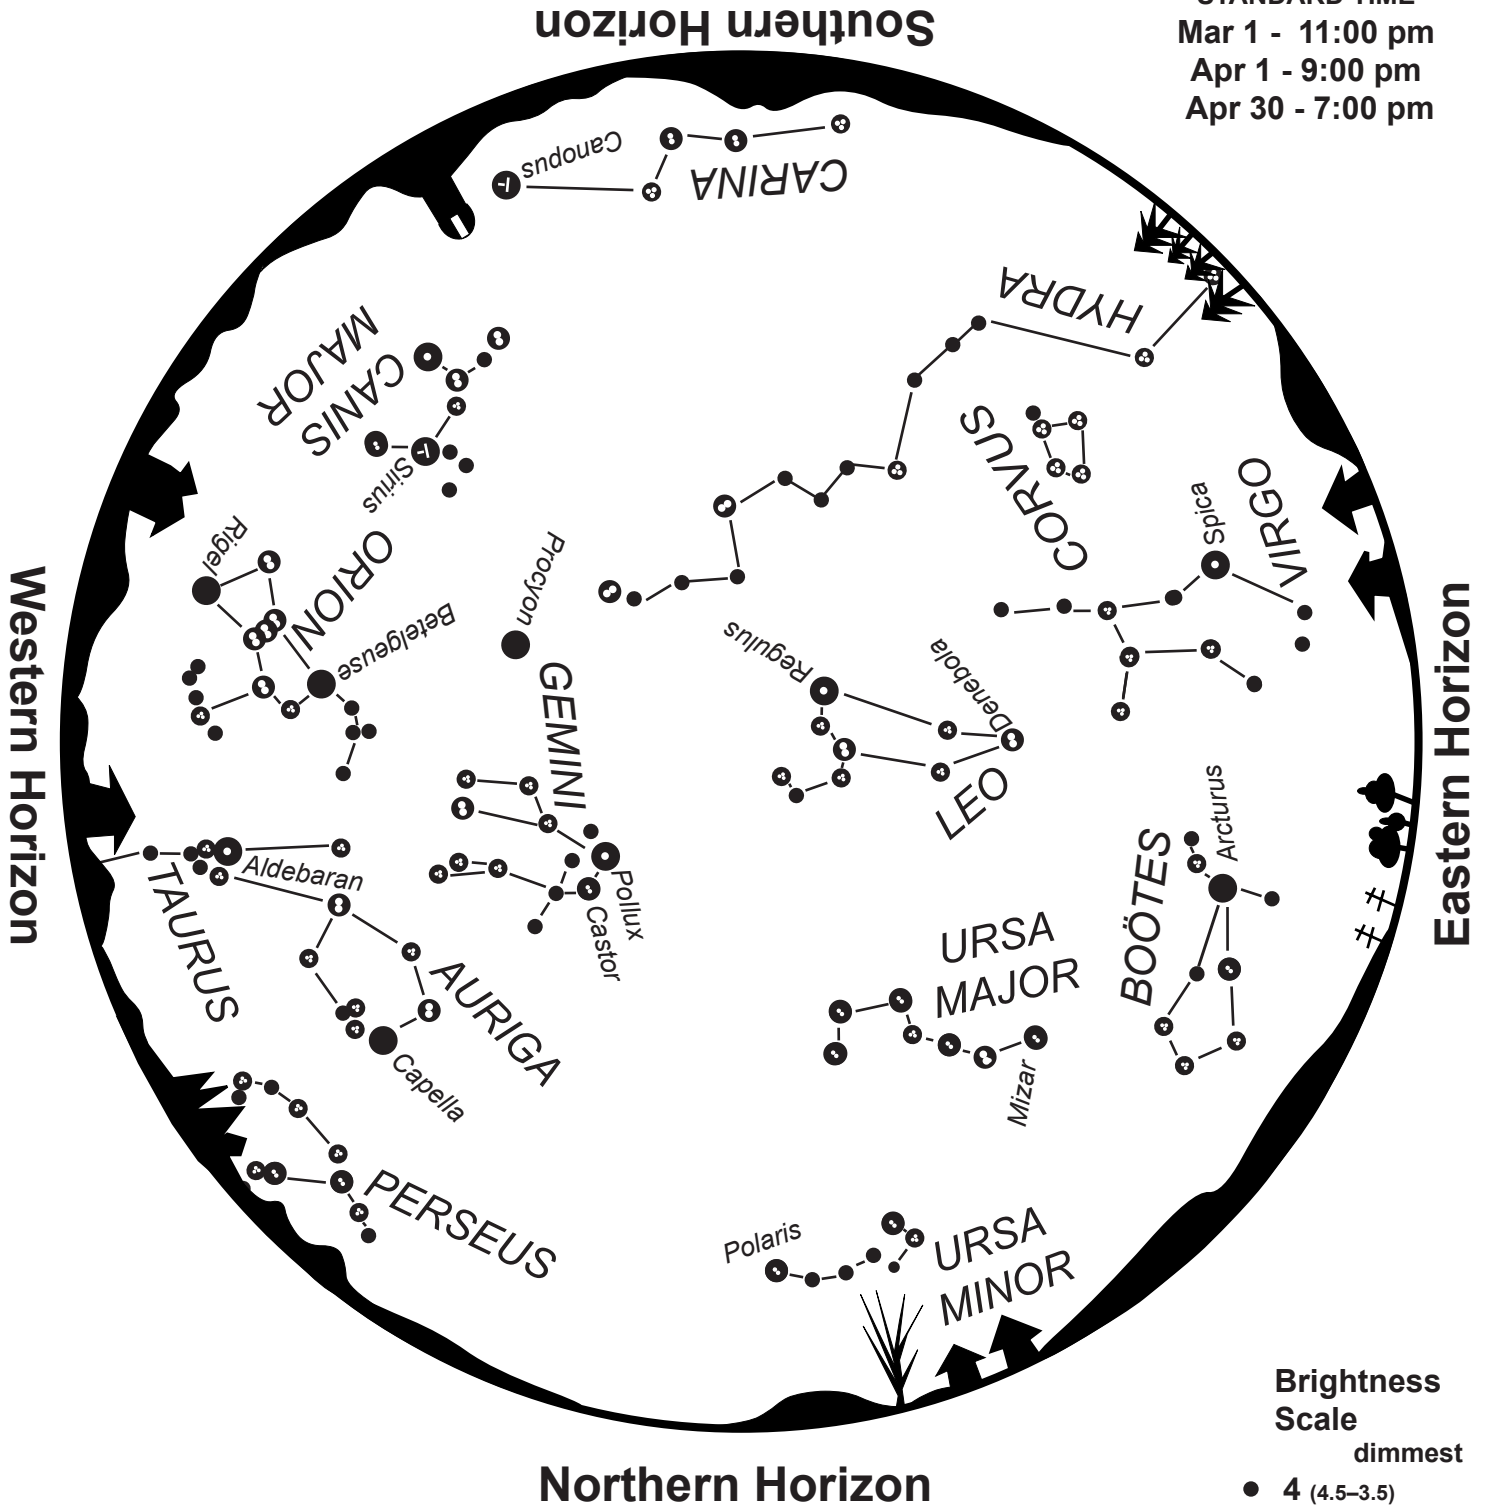 Southern Horizon
STANDARD TIME
Mar 1 - 11:00 pm
Apr 1 - 9:00 pm
Apr 30 - 7:00 pm
Canopus
CARINA
HYDRA
CANIS
MAJOR
Sirius
CORVUS
VIRGO
Spica
Rigel
ORION
Betelgeuse
Procyon
GEMINI
Regulus
Denebola
LEO
Western Horizon
Eastern Horizon
Aldebaran
TAURUS
Pollux
Castor
Arcturus
BOÖTES
AURIGA
Capella
URSA
MAJOR
Mizar
PERSEUS
Polaris
URSA
MINOR
Northern Horizon
Brightness
Scale
dimmest
4 (4.5–3.5)